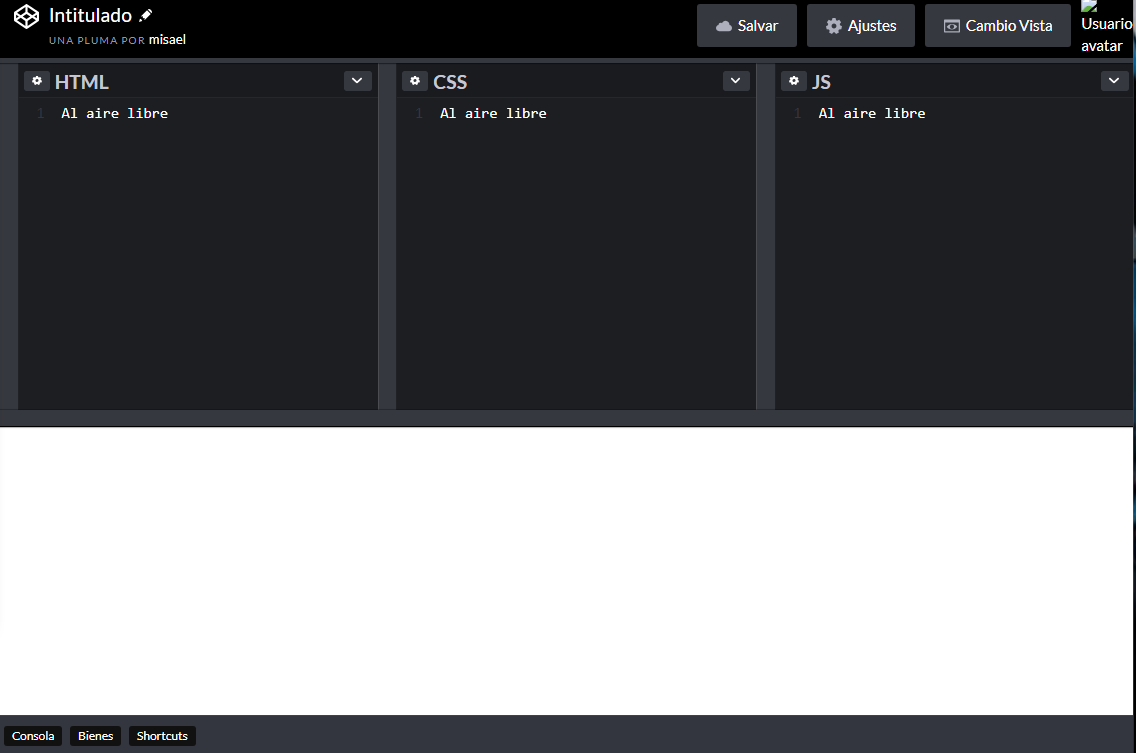 Intitulado
UNA PLUMA POR misael
Salvar
Ajustes
Cambio Vista
Usuario
avatar
HTML
CSS
JS
1 Al aire libre
1 Al aire libre
1 Al aire libre
Consola
Bienes
Shortcuts